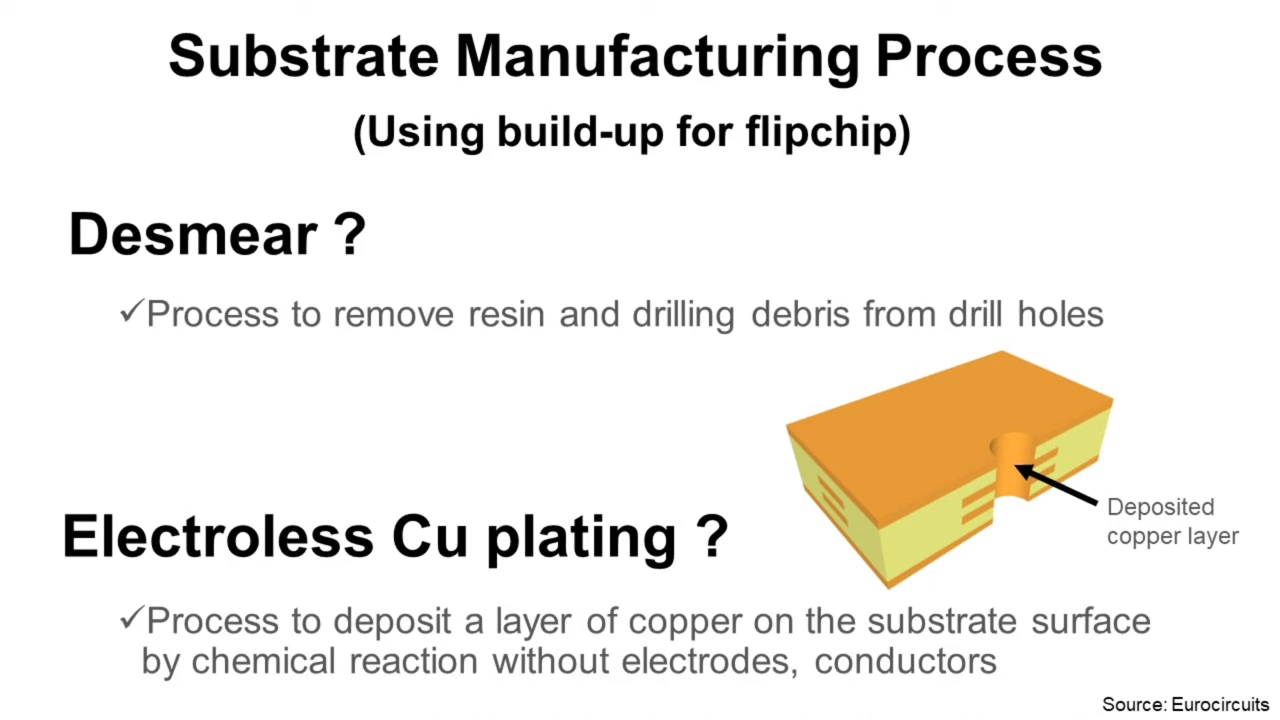 Substrate Manufacturing Process
(Using build-up for flipchip)
Desmear ?
✓Process to remove resin and drilling debris from drill holes
Deposited
copper layer
Electroless Cu plating ?
✓Process to deposit a layer of copper on the substrate surface
by chemical reaction without electrodes, conductors
Source: Eurocircuits